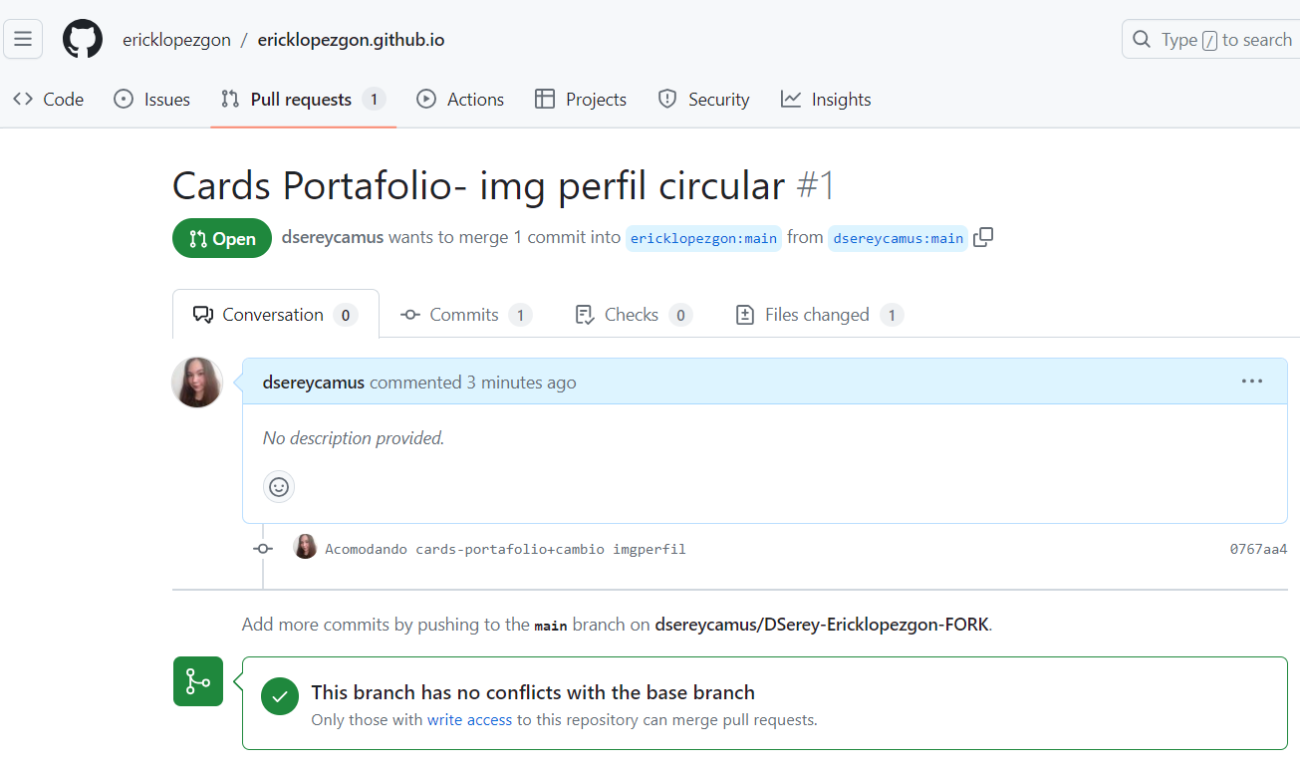 ericklopezgon / ericklopezgon.github.io
Type / to search
Code
Issues
Pull requests 1
Actions
Projects
Security
Insights
Cards Portafolio- img perfil circular #1
Open
dsereycamus wants to merge 1 commit into ericklopezgon:main from dsereycamus:main
Conversation 0
Commits 1
Checks 0
Files changed 1
dsereycamus commented 3 minutes ago
No description provided.
Acomodando cards-portafolio+cambio imgperfil
0767aa4
Add more commits by pushing to the main branch on dsereycamus/DSerey-Ericklopezgon-FORK.
This branch has no conflicts with the base branch
Only those with write access to this repository can merge pull requests.